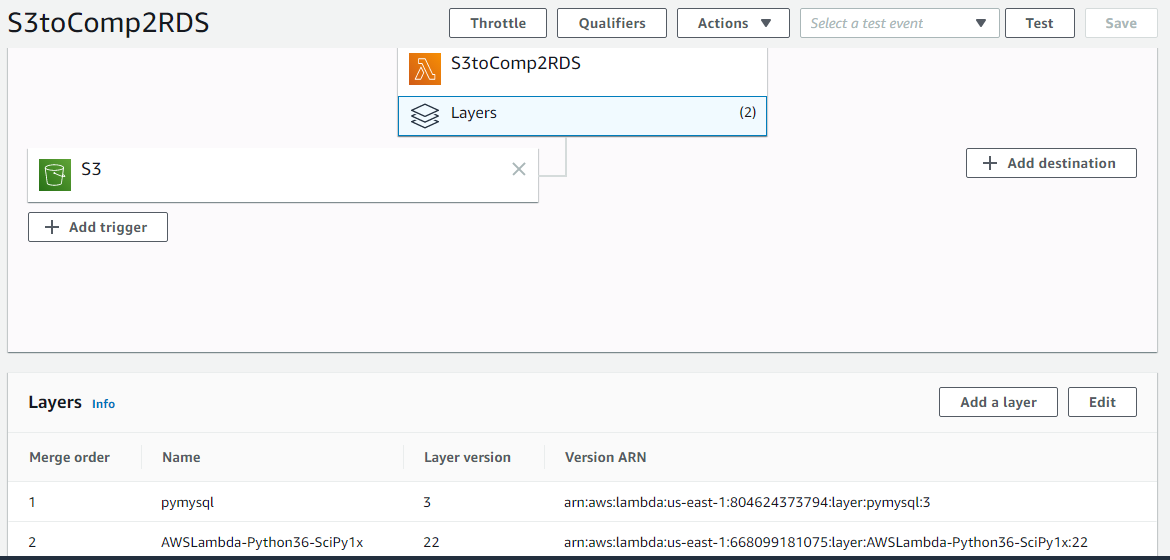 S3toComp2RDS Throttle Qualifiers Actions Select a test event Test Save
S3toComp2RDS
Layers (2)
S3
Add destination
Add trigger
Layers Info Add a layer Edit
Merge order Name Layer version Version ARN
1 pymysql 3 arn:aws:lambda:us-east-1:804624373794:layer:pymysql:3
2 AWSLambda-Python36-SciPy1x 22 arn:aws:lambda:us-east-1:668099181075:layer:AWSLambda-Python36-SciPy1x:22